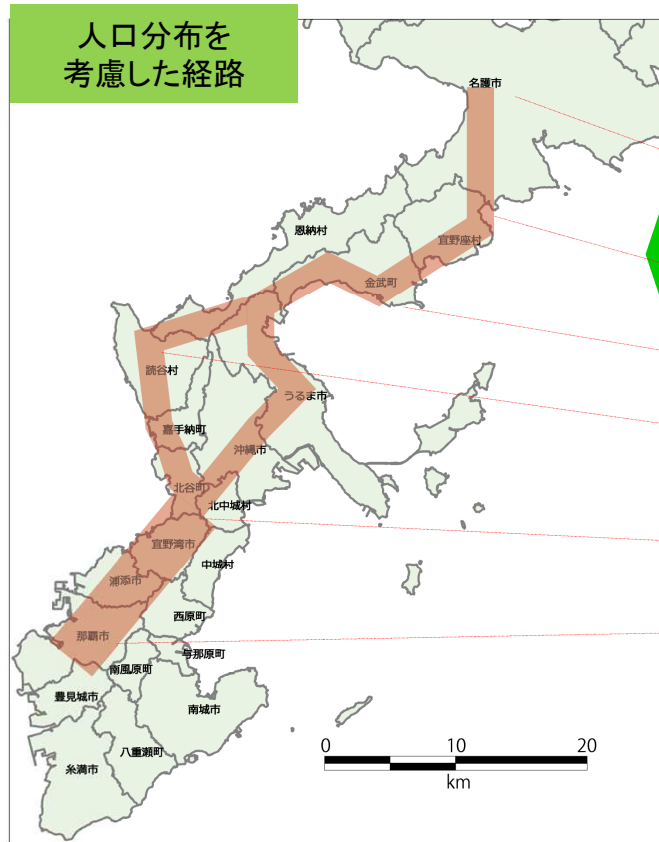 人口分布を
考慮した経路
名護市
恩納村
宜野座村
金武町
読谷村
うるま市
嘉手納町
沖縄市
北谷町
北中城村
宜野湾市
中城村
浦添市
西原町
那覇市
与那原町
南風原町
豊見城市
南城市
八重瀬町
糸満市
0 10 20
km